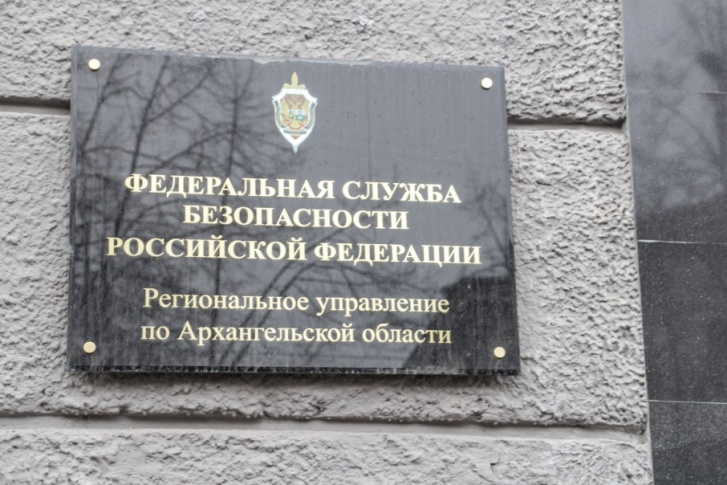 ФЕДЕРАЛЬНАЯ СЛУЖБА
БЕЗОПАСНОСТИ
РОССИЙСКОЙ ФЕДЕРАЦИИ
Региональное управление
по Архангельской области